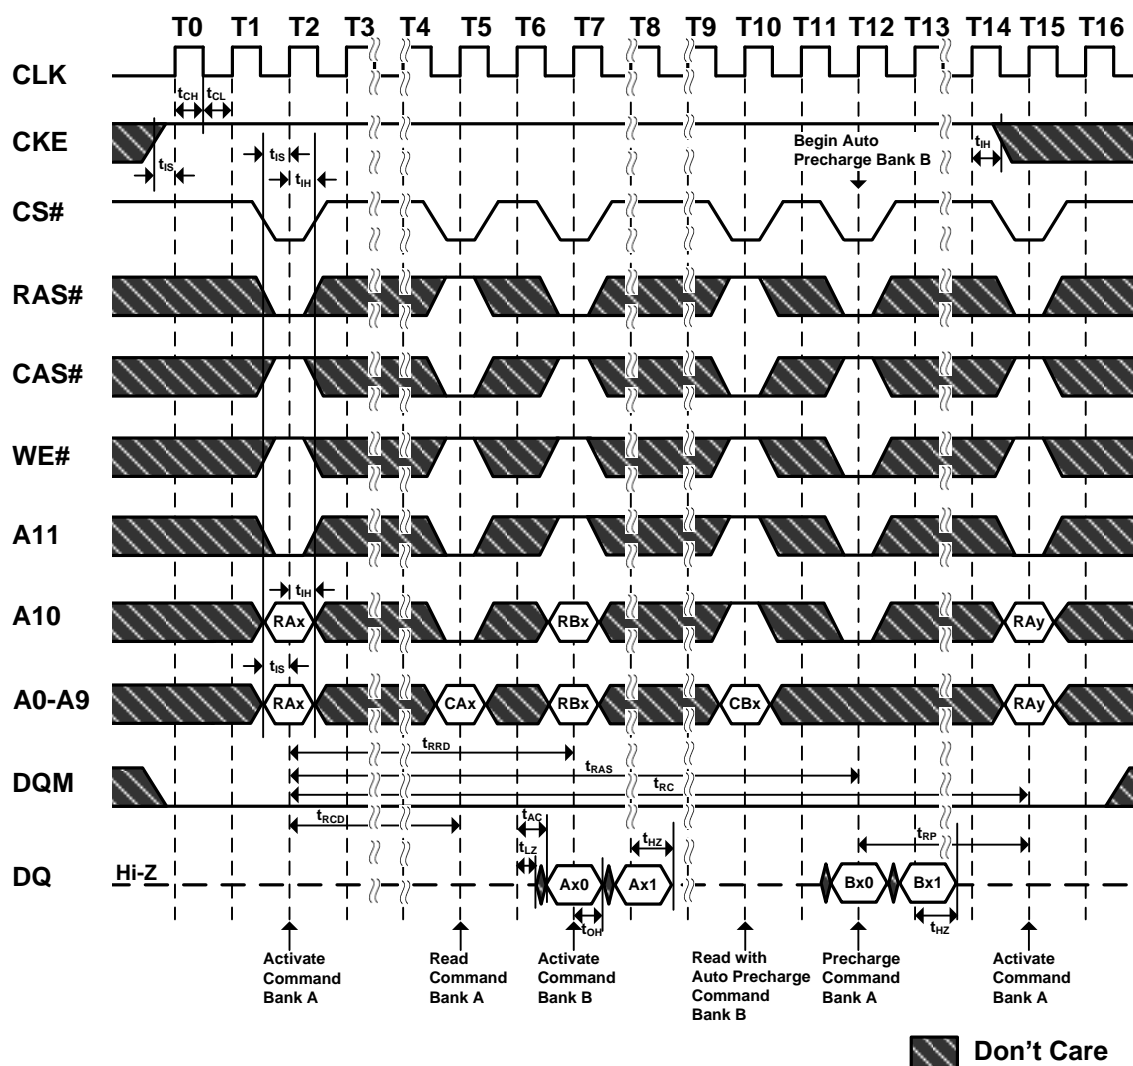 T0 T1 T2 T3 T4 T5 T6 T7 T8 T9 T10 T11 T12 T13 T14 T15 T16
CLK
tCH tCL
CKE
tIS
tIS
tIH
Begin Auto
Precharge Bank B
tIH
CS#
RAS#
CAS#
WE#
A11
A10
tIH
RAx RBx RAy
tIS
A0-A9
RAx CAx RBx CBx RAy
tRRD
tRAS
tRC
DQM
tRCD
tAC
tLZ
tHZ
tRP
DQ
Hi-Z
Ax0 Ax1 Bx0 Bx1
tOH
tHZ
Activate
Command
Bank A
Read
Command
Bank A
Activate
Command
Bank B
Read with
Auto Precharge
Command
Bank B
Precharge
Command
Bank A
Activate
Command
Bank A
Don't Care